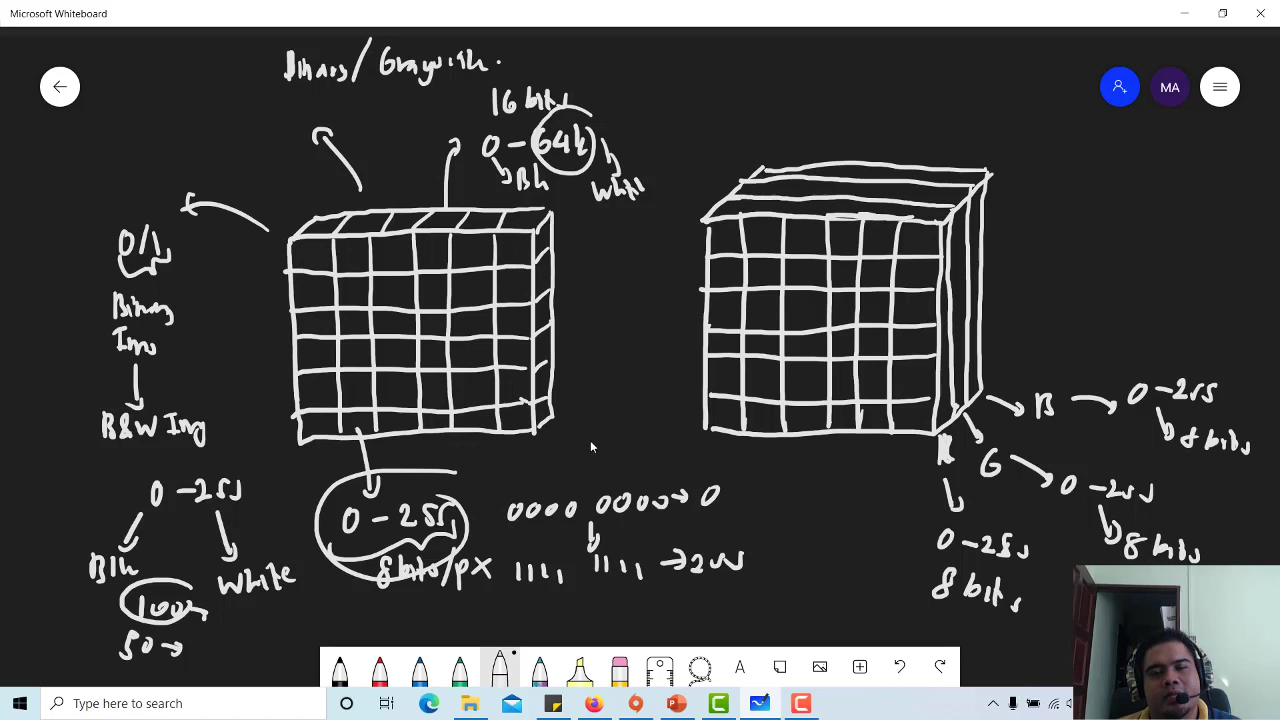 Microsoft Whiteboard
MA
16 bits
0 - 64k
Blk
White
0/1
Binary
Img
B&W Img
0 - 255
Blk
White
100
50 →
0 - 255
8 bits/px
0000 0000 → 0
1111 1111 → 255
R
0 - 255
8 bits
G → 0 - 255
8 bits
B → 0 - 255
8 bits
Type here to search